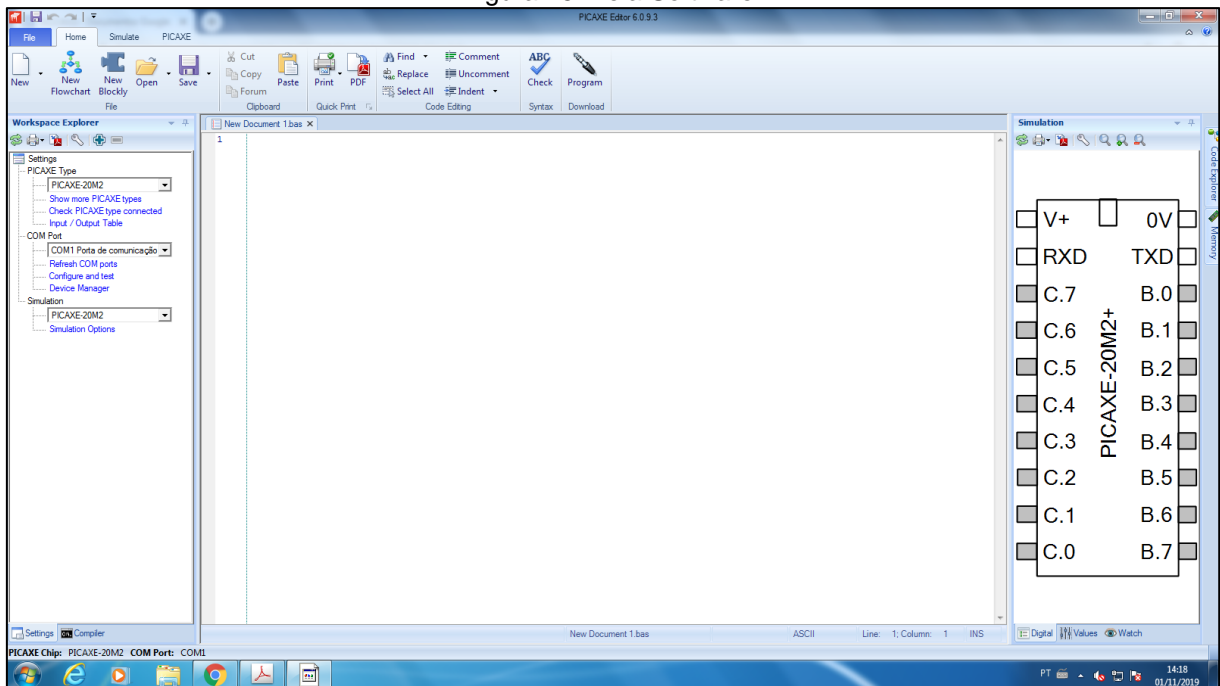 PICAXE Editor 6.0.9.3
File Home Simulate PICAXE
New
New Flowchart
New Blockly
Open
Save
File
Cut
Copy
Forum
Paste
Clipboard
Print
PDF
Quick Print
Find
Replace
Select All
Comment
Uncomment
Indent
Code Editing
ABC
Check
Syntax
Program
Download
Workspace Explorer
Settings
PICAXE Type
PICAXE-20M2
Show more PICAXE types
Check PICAXE type connected
Input / Output Table
COM Port
COM1 Porta de comunicação
Refresh COM ports
Configure and test
Device Manager
Simulation
PICAXE-20M2
Simulation Options
Settings Compiler
New Document 1.bas
1
New Document 1.bas ASCII Line: 1; Column: 1 INS
Simulation
V+ 0V
RXD TXD
C.7 B.0
C.6 B.1
C.5 B.2
C.4 B.3
C.3 B.4
C.2 B.5
C.1 B.6
C.0 B.7
PICAXE-20M2+
Digital Values Watch
Code Explorer
Memory
PICAXE Chip: PICAXE-20M2 COM Port: COM1
PT 14:18
01/11/2019